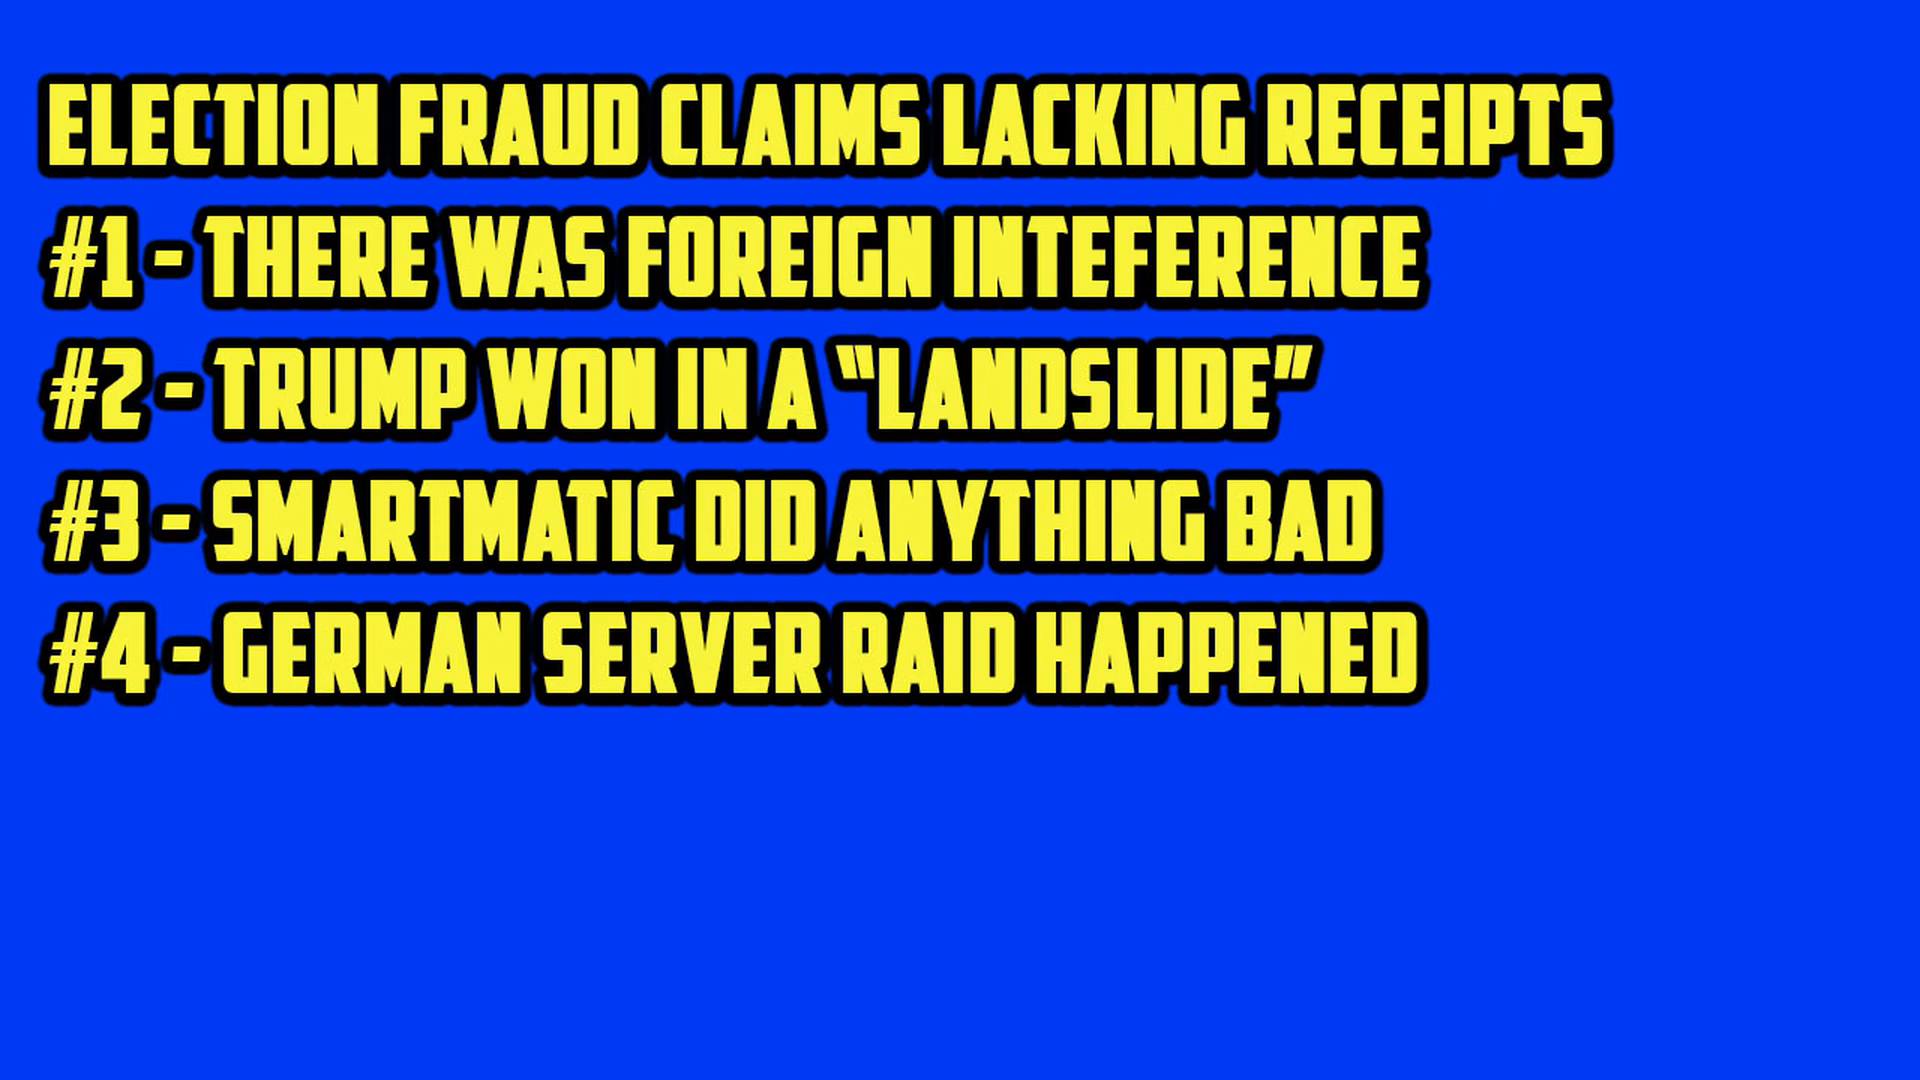 ELECTION FRAUD CLAIMS LACKING RECEIPTS
#1 - THERE WAS FOREIGN INTEFERENCE
#2 - TRUMP WON IN A “LANDSLIDE”
#3 - SMARTMATIC DID ANYTHING BAD
#4 - GERMAN SERVER RAID HAPPENED